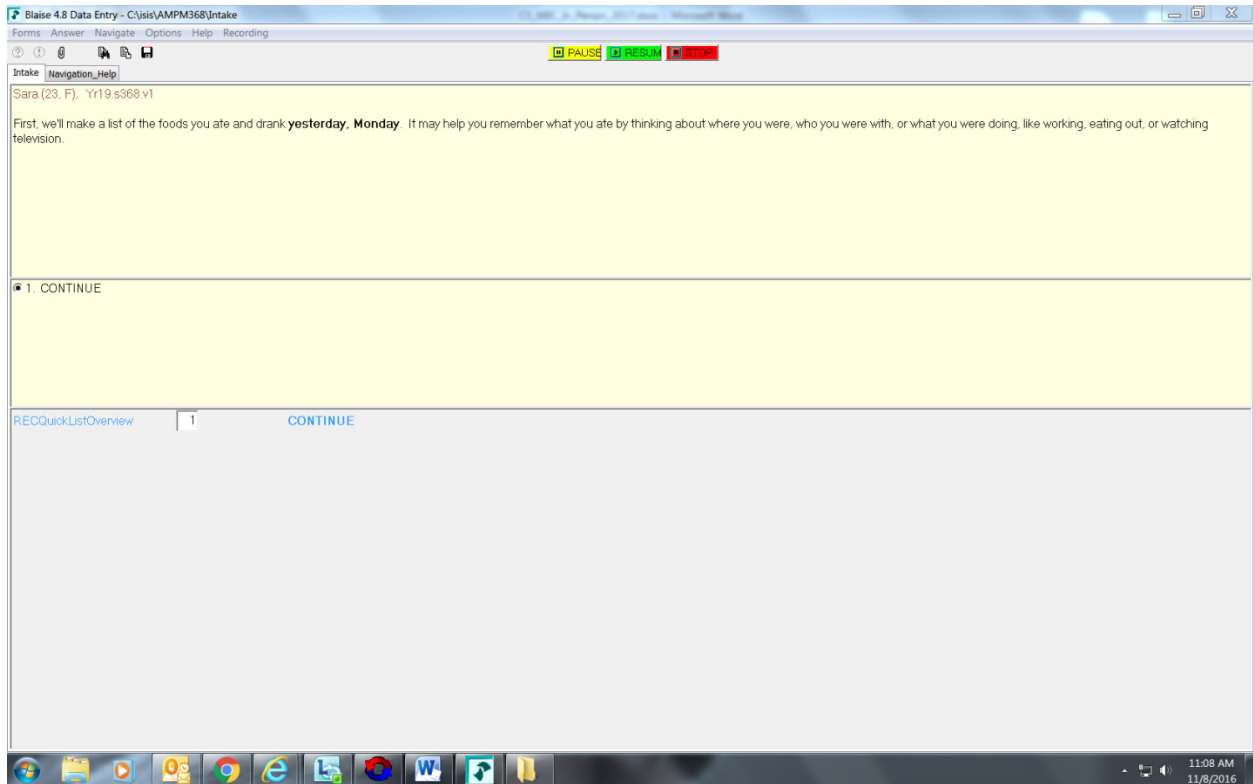 Blaise 4.8 Data Entry - C:\isis\AMPM368\Intake
Forms Answer Navigate Options Help Recording
PAUSE RESUM STOP
Intake Navigation_Help
Sara (23, F), Yr19.s368.v1
First, we'll make a list of the foods you ate and drank yesterday, Monday. It may help you remember what you ate by thinking about where you were, who you were with, or what you were doing, like working, eating out, or watching
television.
1. CONTINUE
RECQuickListOverview 1 CONTINUE
11:08 AM
11/8/2016